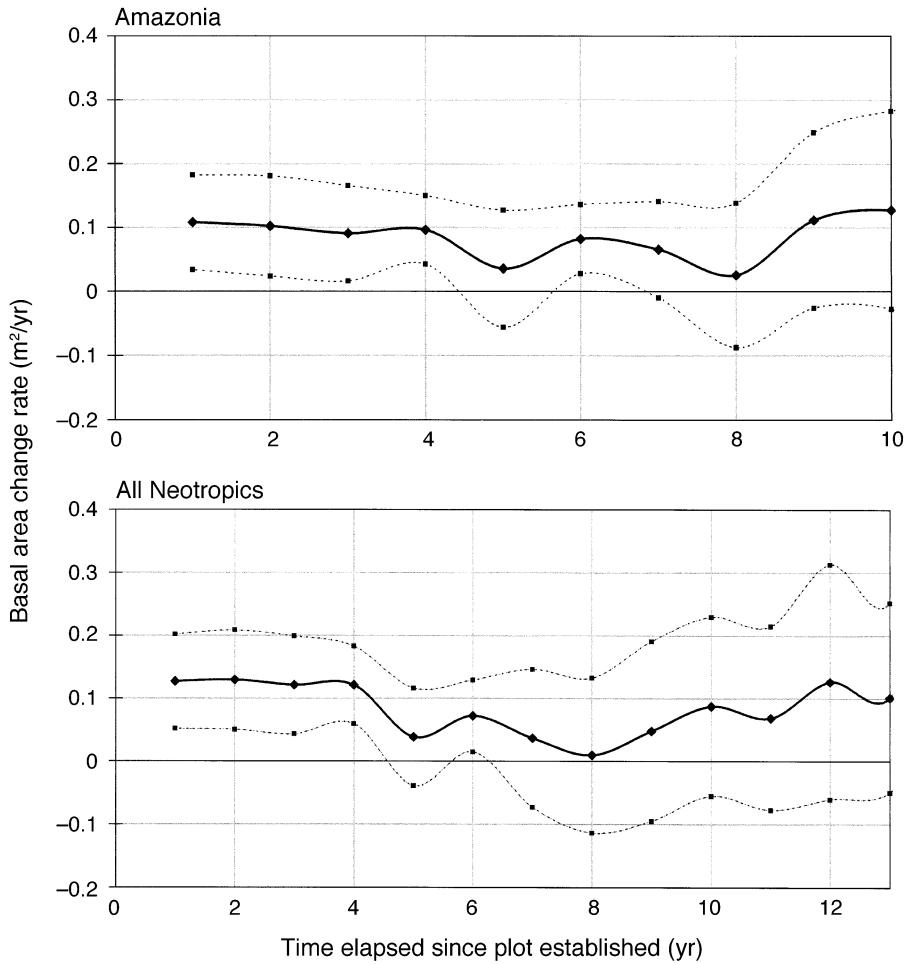 Amazonia
0.4
0.3
0.2
0.1
0
−0.1
−0.2
0 2 4 6 8 10
Basal area change rate (m²/yr)
All Neotropics
0.4
0.3
0.2
0.1
0
−0.1
−0.2
0 2 4 6 8 10 12
Time elapsed since plot established (yr)